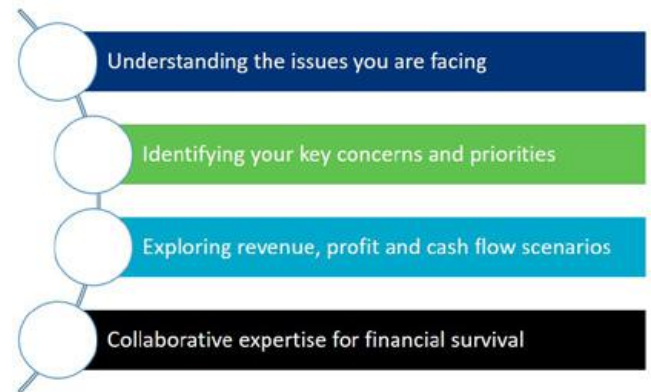 Understanding the issues you are facing
Identifying your key concerns and priorities
Exploring revenue, profit and cash flow scenarios
Collaborative expertise for financial survival